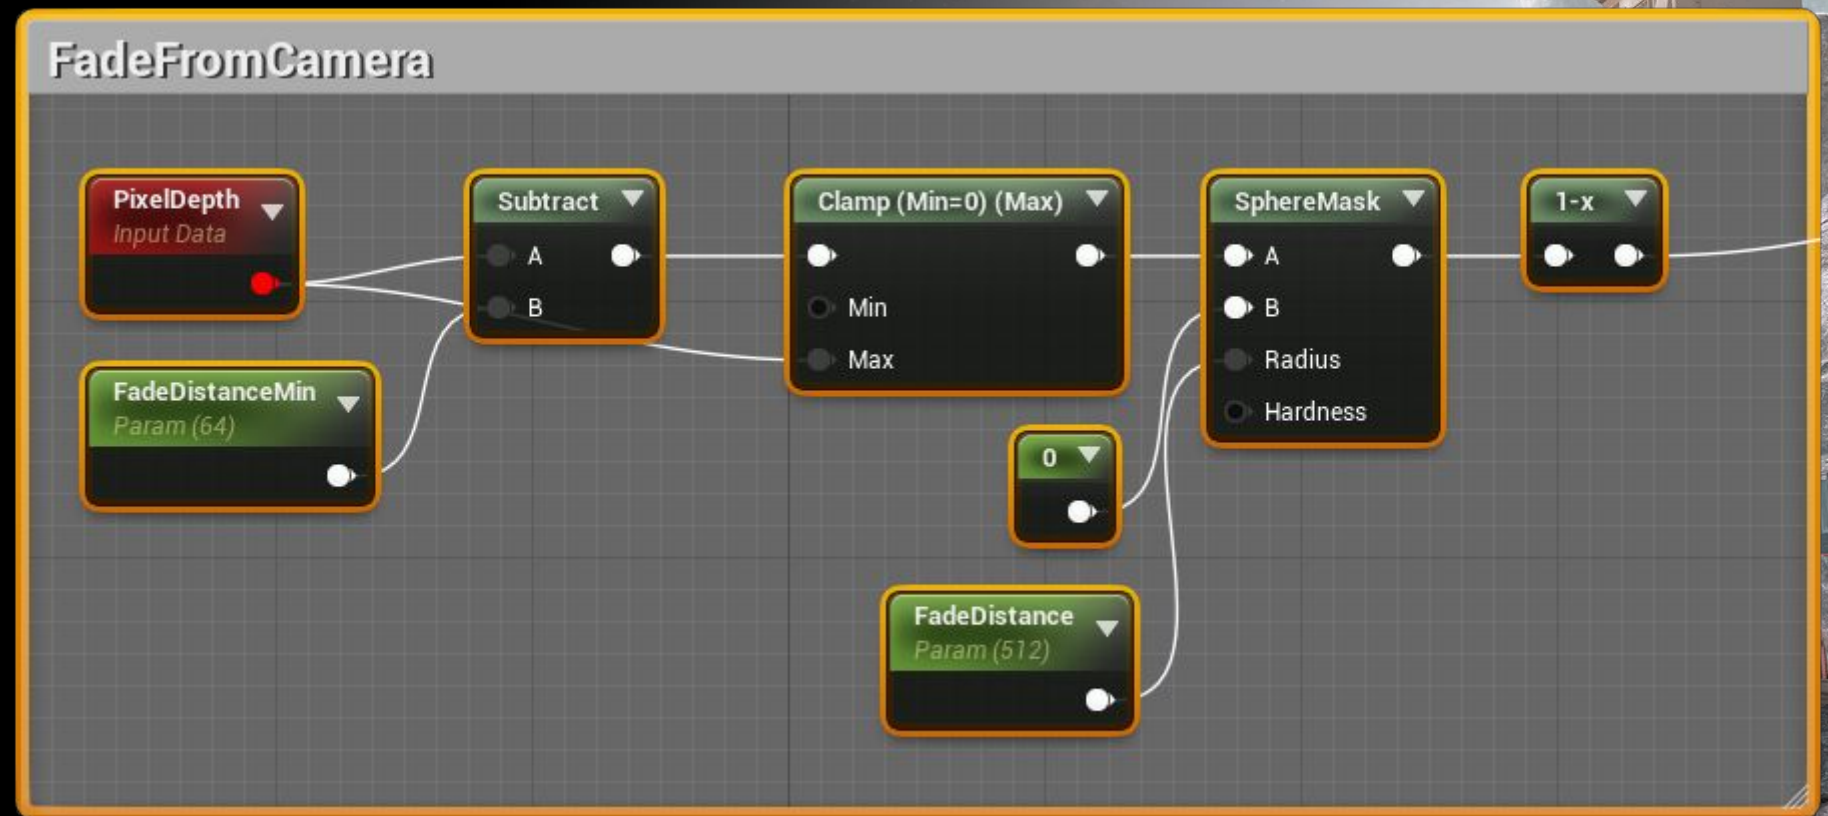 FadeFromCamera
PixelDepth
Input Data
Subtract
A
B
Clamp (Min=0) (Max)
Min
Max
SphereMask
A
B
Radius
Hardness
1-x
FadeDistanceMin
Param (64)
0
FadeDistance
Param (512)